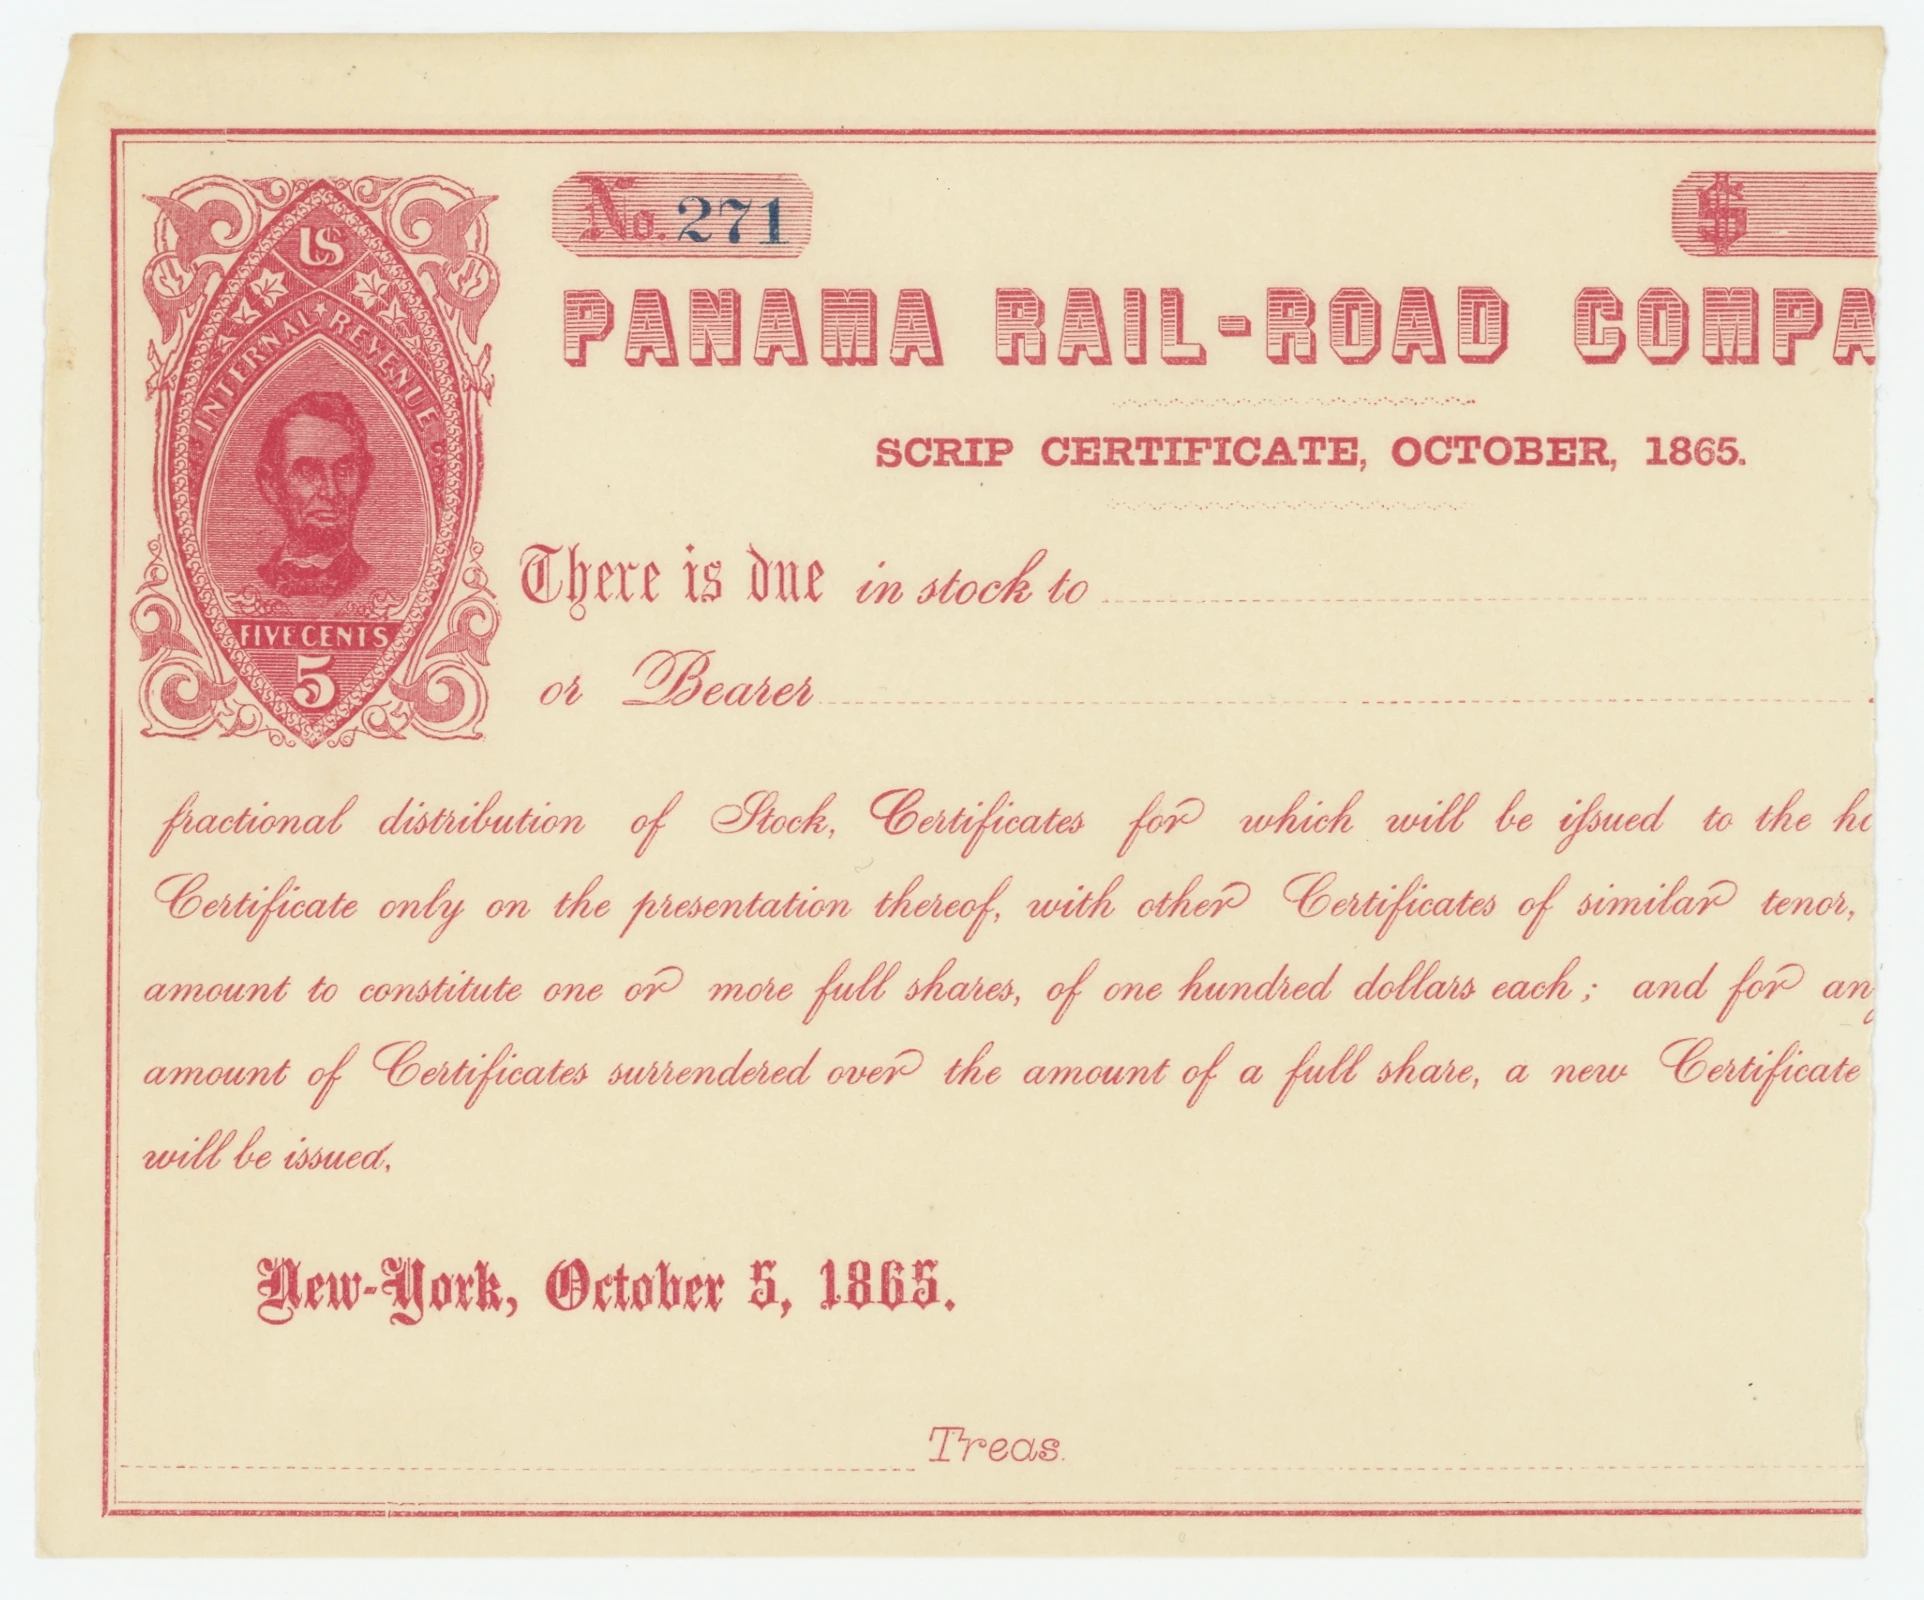 No. 271
$
US
INTERNAL REVENUE
FIVE CENTS
5
PANAMA RAIL-ROAD COMPA
SCRIP CERTIFICATE, OCTOBER, 1865.
There is due in stock to
or Bearer
fractional distribution of Stock, Certificates for which will be ifsued to the ho
Certificate only on the presentation thereof, with other Certificates of similar tenor,
amount to constitute one or more full shares, of one hundred dollars each; and for any
amount of Certificates surrendered over the amount of a full share, a new Certificate
will be issued.
New-York, October 5, 1865.
Treas.